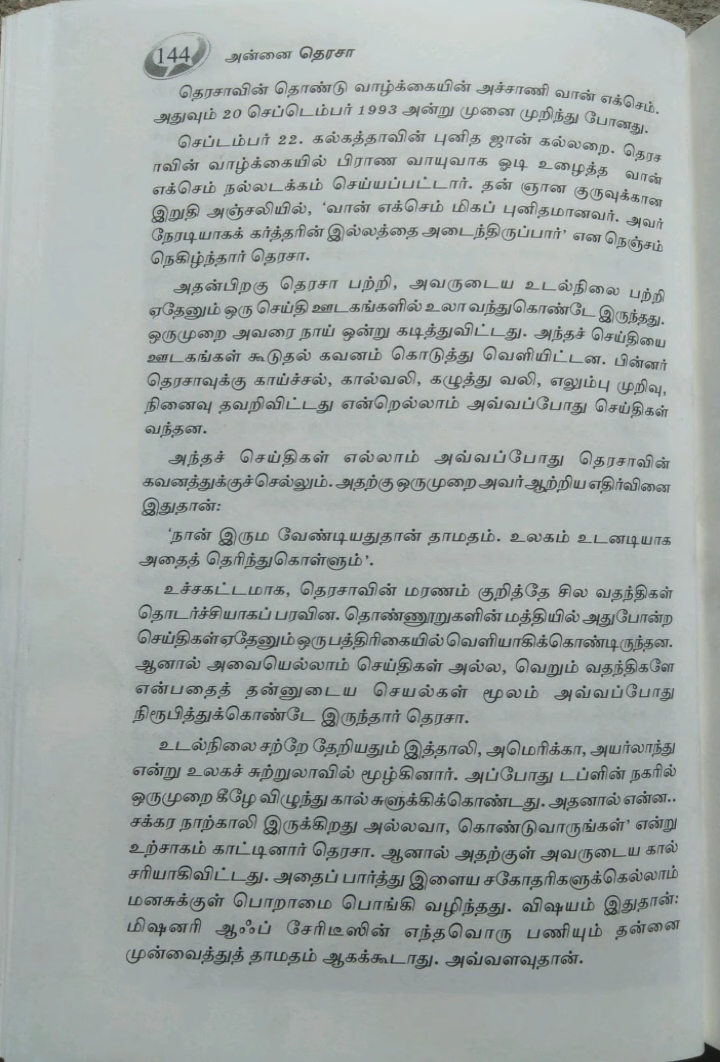 144 அன்னை தெரசா
தெரசாவின் தொண்டு வாழ்க்கையின் அச்சாணி வான் எக்செம்.
அதுவும் 20 செப்டெம்பர் 1993 அன்று முனை முறிந்து போனது.
செப்டம்பர் 22. கல்கத்தாவின் புனித ஜான் கல்லறை. தெரச
ாவின் வாழ்க்கையில் பிராண வாயுவாக ஓடி உழைத்த வான்
எக்செம் நல்லடக்கம் செய்யப்பட்டார். தன் ஞான குருவுக்கான
இறுதி அஞ்சலியில், ‘வான் எக்செம் மிகப் புனிதமானவர். அவர்
நேரடியாகக் கர்த்தரின் இல்லத்தை அடைந்திருப்பார்’ என நெஞ்சம்
நெகிழ்ந்தார் தெரசா.
அதன்பிறகு தெரசா பற்றி, அவருடைய உடல்நிலை பற்றி
ஏதேனும் ஒரு செய்தி ஊடகங்களில் உலா வந்துகொண்டே இருந்தது.
ஒருமுறை அவரை நாய் ஒன்று கடித்துவிட்டது. அந்தச் செய்தியை
ஊடகங்கள் கூடுதல் கவனம் கொடுத்து வெளியிட்டன. பின்னர்
தெரசாவுக்கு காய்ச்சல், கால்வலி, கழுத்து வலி, எலும்பு முறிவு,
நினைவு தவறிவிட்டது என்றெல்லாம் அவ்வப்போது செய்திகள்
வந்தன.
அந்தச் செய்திகள் எல்லாம் அவ்வப்போது தெரசாவின்
கவனத்துக்குச்செல்லும். அதற்கு ஒருமுறை அவர் ஆற்றிய எதிர்வினை
இதுதான்:
‘நான் இரும வேண்டியதுதான் தாமதம். உலகம் உடனடியாக
அதைத் தெரிந்துகொள்ளும்’.
உச்சகட்டமாக, தெரசாவின் மரணம் குறித்தே சில வதந்திகள்
தொடர்ச்சியாகப் பரவின. தொண்ணூறுகளின் மத்தியில் அதுபோன்ற
செய்திகள் ஏதேனும் ஒரு பத்திரிகையில் வெளியாகிக்கொண்டிருந்தன.
ஆனால் அவையெல்லாம் செய்திகள் அல்ல, வெறும் வதந்திகளே
என்பதைத் தன்னுடைய செயல்கள் மூலம் அவ்வப்போது
நிரூபித்துக்கொண்டே இருந்தார் தெரசா.
உடல்நிலை சற்றே தேறியதும் இத்தாலி, அமெரிக்கா, அயர்லாந்து
என்று உலகச் சுற்றுலாவில் மூழ்கினார். அப்போது டப்ளின் நகரில்
ஒருமுறை கீழே விழுந்து கால் சுளுக்கிக்கொண்டது. அதனால் என்ன..
சக்கர நாற்காலி இருக்கிறது அல்லவா, கொண்டுவாருங்கள்’ என்று
உற்சாகம் காட்டினார் தெரசா. ஆனால் அதற்குள் அவருடைய கால்
சரியாகிவிட்டது. அதைப் பார்த்து இளைய சகோதரிகளுக்கெல்லாம்
மனசுக்குள் பொறாமை பொங்கி வழிந்தது. விஷயம் இதுதான்:
மிஷனரி ஆஃப் சேரிடீஸின் எந்தவொரு பணியும் தன்னை
முன்வைத்துத் தாமதம் ஆகக்கூடாது. அவ்வளவுதான்.